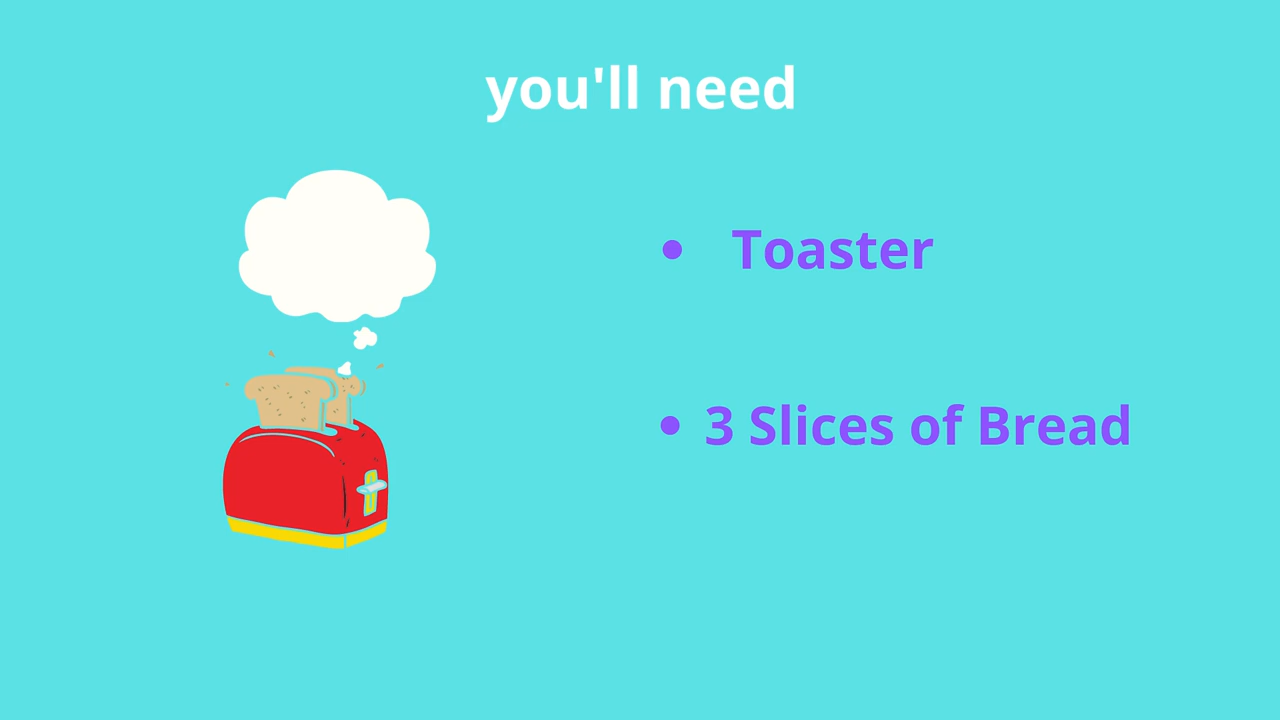 you'll need
• Toaster
• 3 Slices of Bread